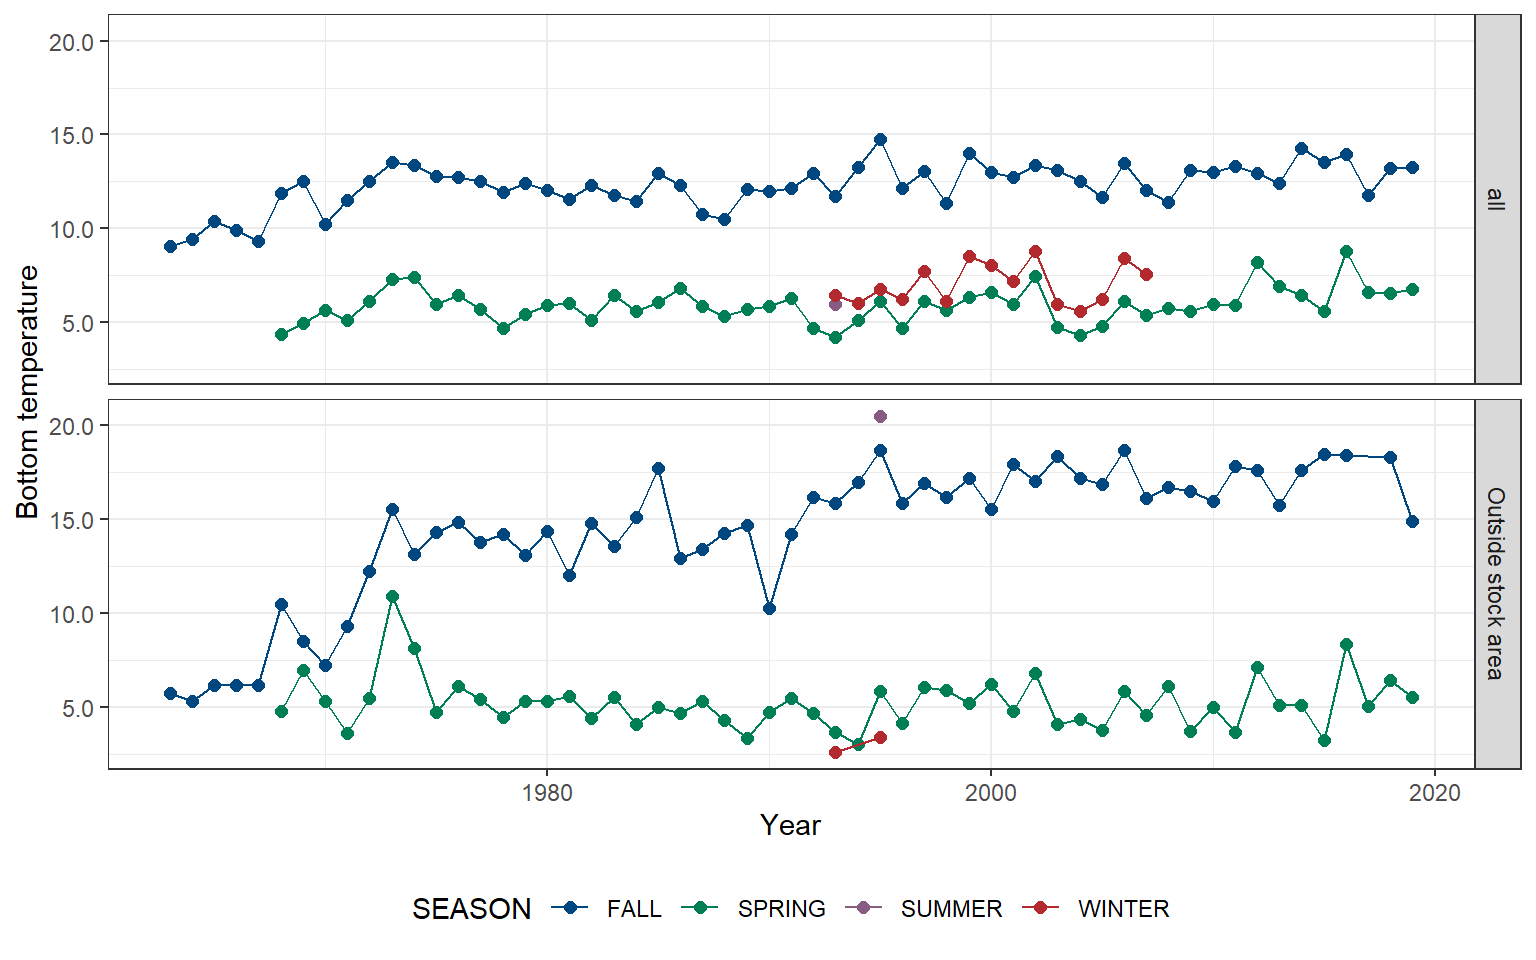 20.0
15.0
10.0
5.0
all
20.0
15.0
10.0
5.0
Outside stock area
Bottom temperature
1980 2000 2020
Year
SEASON FALL SPRING SUMMER WINTER